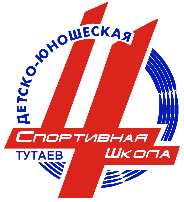 ДЕТСКО-ЮНОШЕСКАЯ
СПОРТИВНАЯ
ТУТАЕВ ШКОЛА